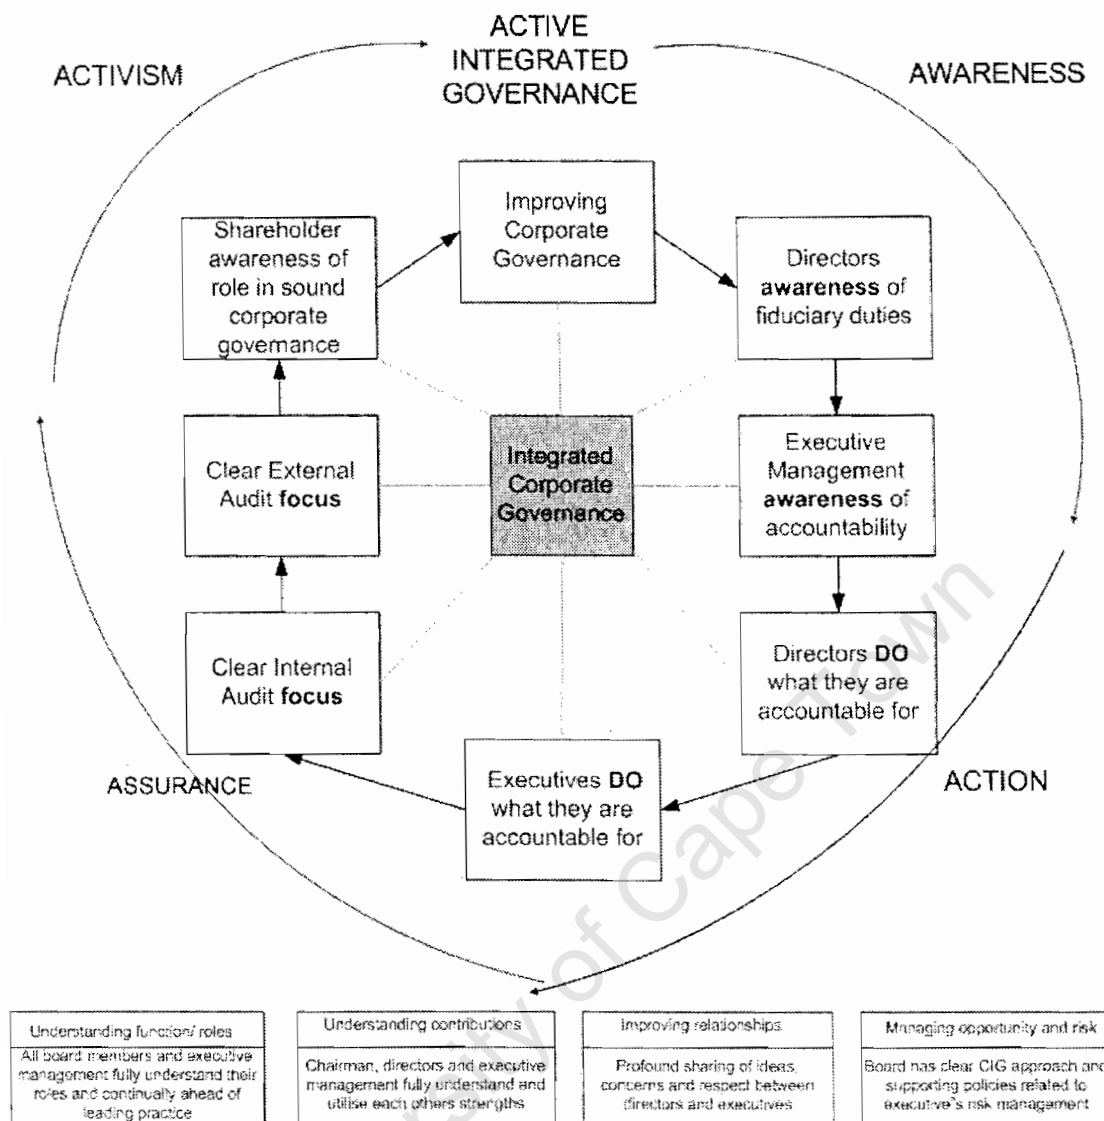 ACTIVE
INTEGRATED
GOVERNANCE
ACTIVISM
AWARENESS
Improving
Corporate
Governance
Shareholder
awareness of
role in sound
corporate
governance
Directors
awareness of
fiduciary duties
Clear External
Audit focus
Integrated
Corporate
Governance
Executive
Management
awareness of
accountability
Clear Internal
Audit focus
Directors DO
what they are
accountable for
ASSURANCE
Executives DO
what they are
accountable for
ACTION
University of Cape Town
Understanding function/ roles
All board members and executive
management fully understand their
roles and continually ahead of
leading practice
Understanding contributions
Chairman, directors and executive
management fully understand and
utilise each others strengths
Improving relationships
Profound sharing of ideas,
concerns and respect between
directors and executives
Managing opportunity and risk
Board has clear CIG approach and
supporting policies related to
executive's risk management